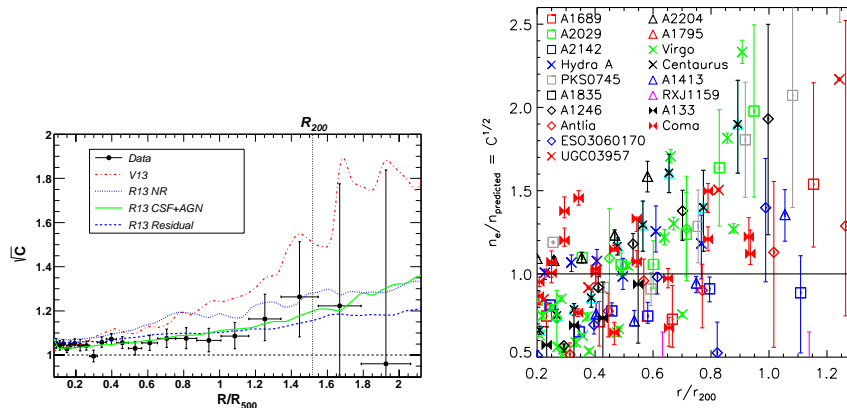 R₂₀₀
√C
2
1.8
1.6
1.4
1.2
1
Data
V13
R13 NR
R13 CSF+AGN
R13 Residual
0.2 0.4 0.6 0.8 1 1.2 1.4 1.6 1.8 2
R/R₅₀₀
nₑ/n_predicted = C^1/2
2.5
2.0
1.5
1.0
0.5
A1689
A2029
A2142
Hydra A
PKS0745
A1835
A1246
Antlia
ESO3060170
UGC03957
A2204
A1795
Virgo
Centaurus
A1413
RXJ1159
A133
Coma
0.2 0.4 0.6 0.8 1.0 1.2
r/r₂₀₀